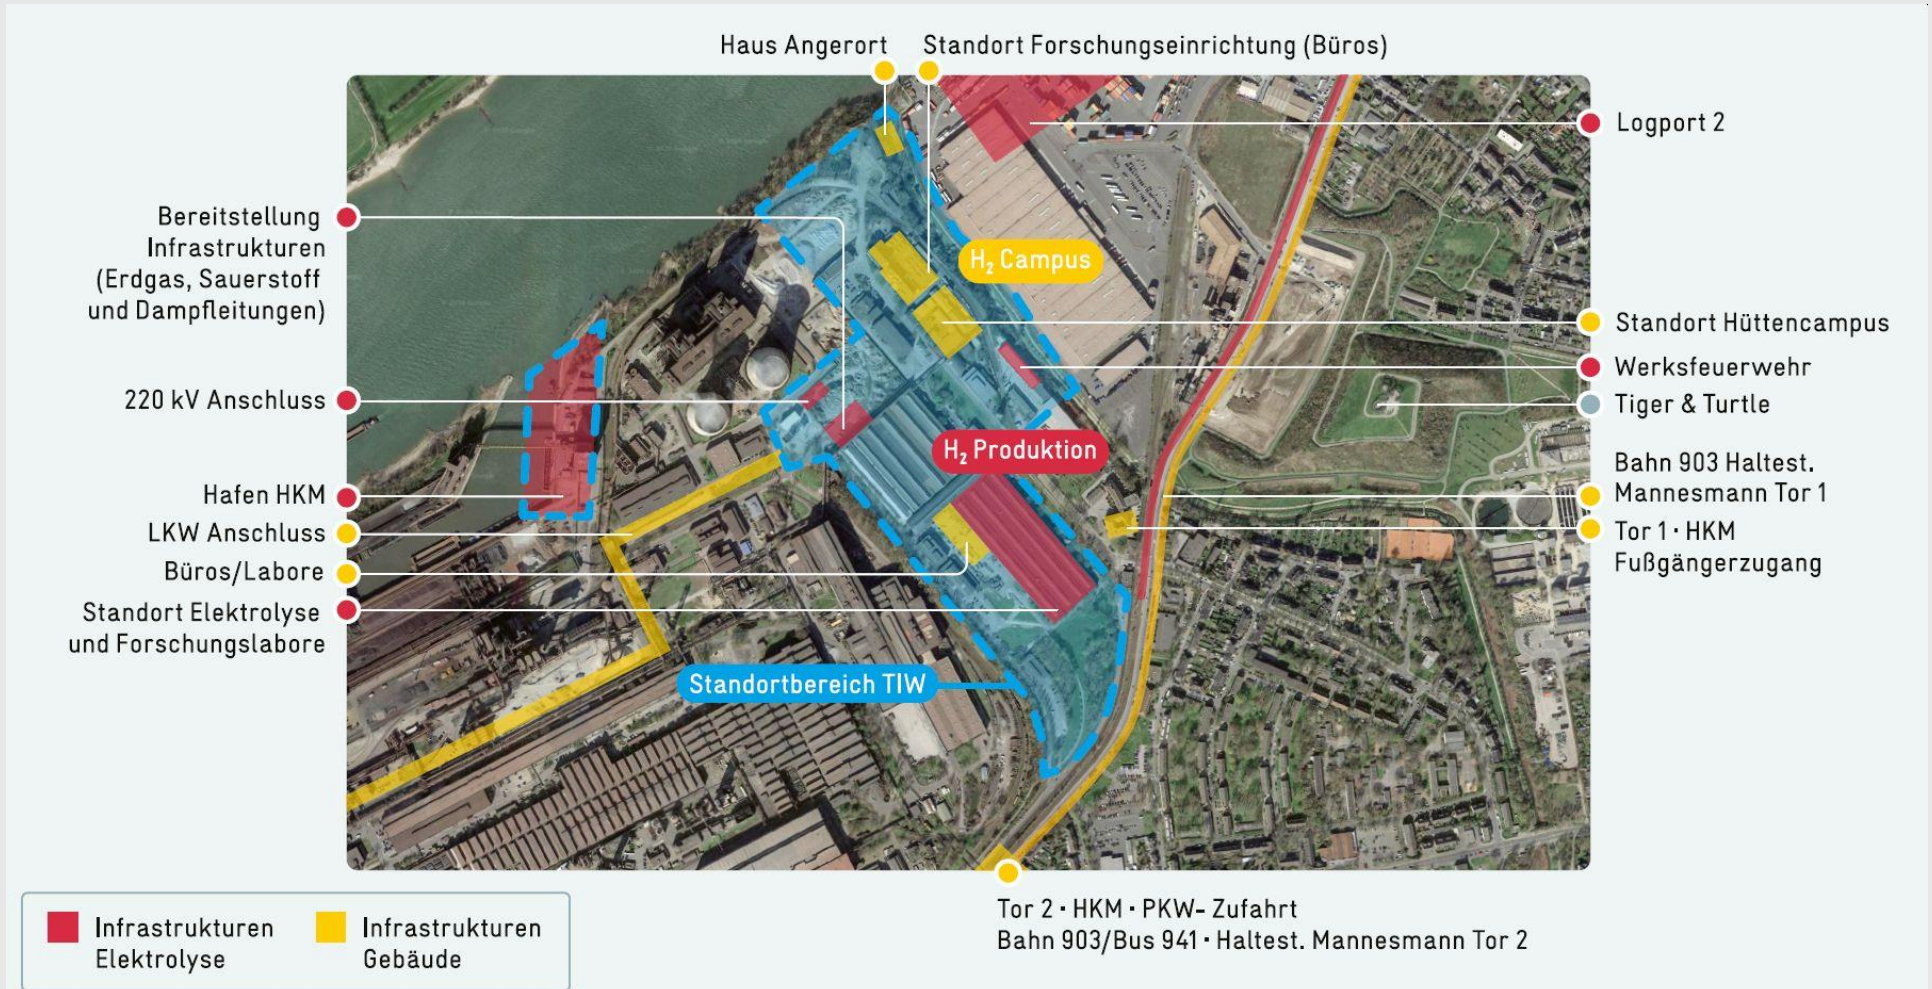 Haus Angerort
Standort Forschungseinrichtung (Büros)
Logport 2
Bereitstellung
Infrastrukturen
(Erdgas, Sauerstoff
und Dampfleitungen)
H₂ Campus
Standort Hüttencampus
Werksfeuerwehr
Tiger & Turtle
220 kV Anschluss
H₂ Produktion
Bahn 903 Haltest.
Mannesmann Tor 1
Hafen HKM
LKW Anschluss
Tor 1 · HKM
Fußgängerzugang
Büros/Labore
Standort Elektrolyse
und Forschungslabore
Standortbereich TIW
Tor 2 · HKM · PKW- Zufahrt
Bahn 903/Bus 941 · Haltest. Mannesmann Tor 2
Infrastrukturen
Elektrolyse
Infrastrukturen
Gebäude